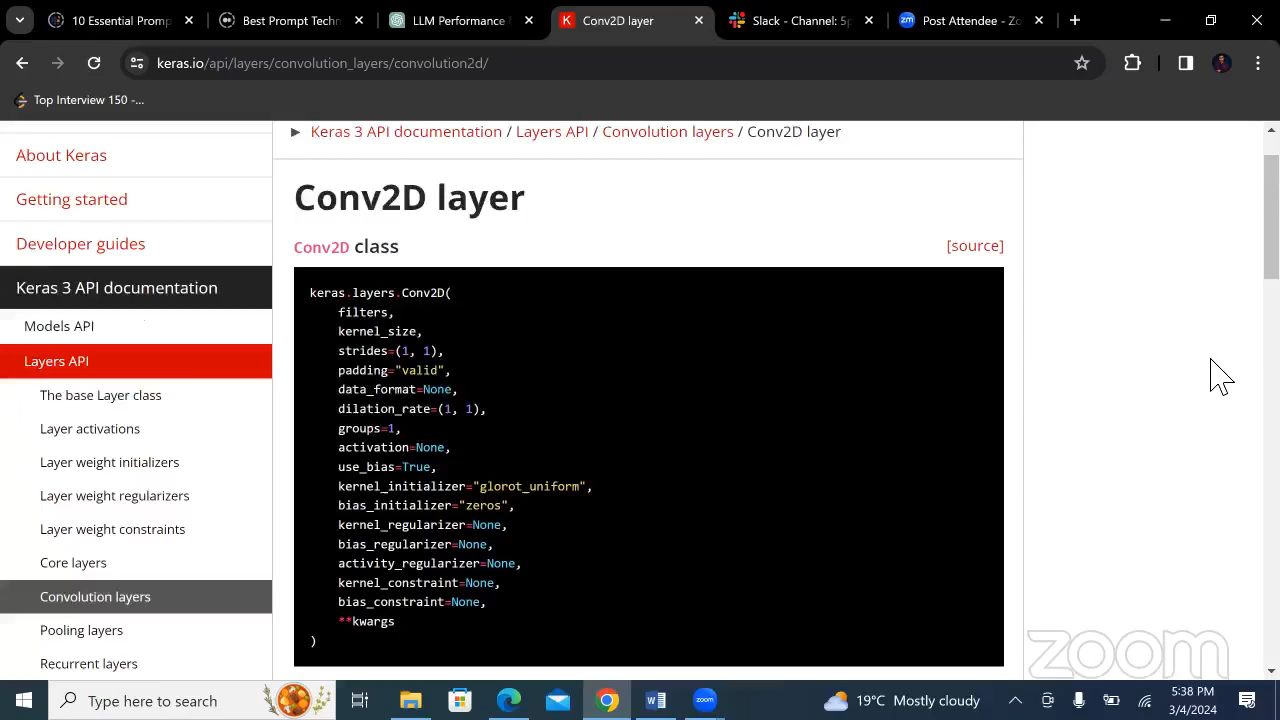 10 Essential Promp
Best Prompt Techn
LLM Performance
Conv2D layer
Slack - Channel: 5p
Post Attendee - Zo
keras.io/api/layers/convolution_layers/convolution2d/
Top Interview 150 -...
About Keras
Getting started
Developer guides
Keras 3 API documentation
Models API
Layers API
The base Layer class
Layer activations
Layer weight initializers
Layer weight regularizers
Layer weight constraints
Core layers
Convolution layers
Pooling layers
Recurrent layers
► Keras 3 API documentation / Layers API / Convolution layers / Conv2D layer
Conv2D layer
Conv2D class
[source]
keras.layers.Conv2D(
filters,
kernel_size,
strides=(1, 1),
padding="valid",
data_format=None,
dilation_rate=(1, 1),
groups=1,
activation=None,
use_bias=True,
kernel_initializer="glorot_uniform",
bias_initializer="zeros",
kernel_regularizer=None,
bias_regularizer=None,
activity_regularizer=None,
kernel_constraint=None,
bias_constraint=None,
**kwargs
)
zoom
Type here to search
zoom
19°C Mostly cloudy
5:38 PM
3/4/2024